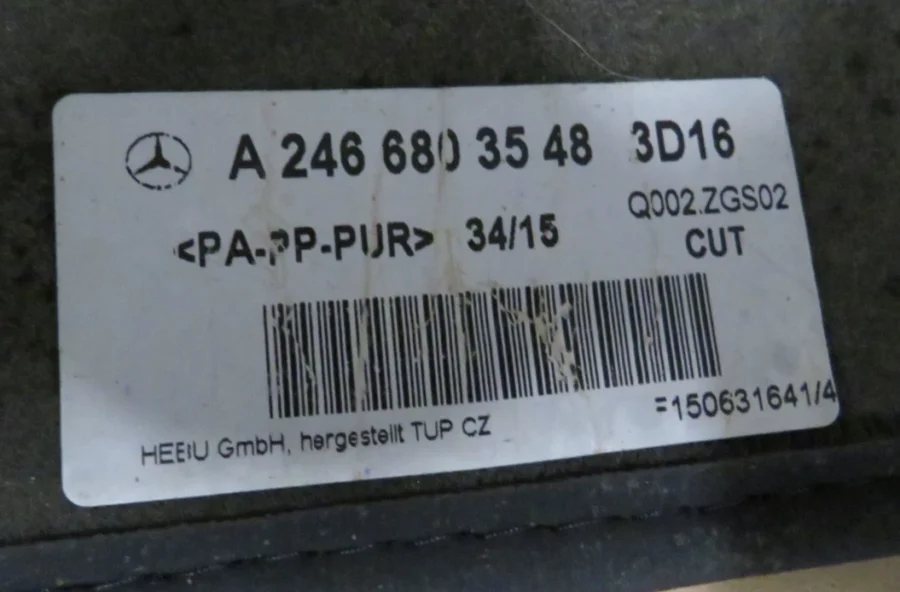 A 246 680 35 48 3D16
Q002.ZGS02
<PA-PP-PUR> 34/15
CUT
=150631641/4
HEBU GmbH, hergestellt TUP CZ